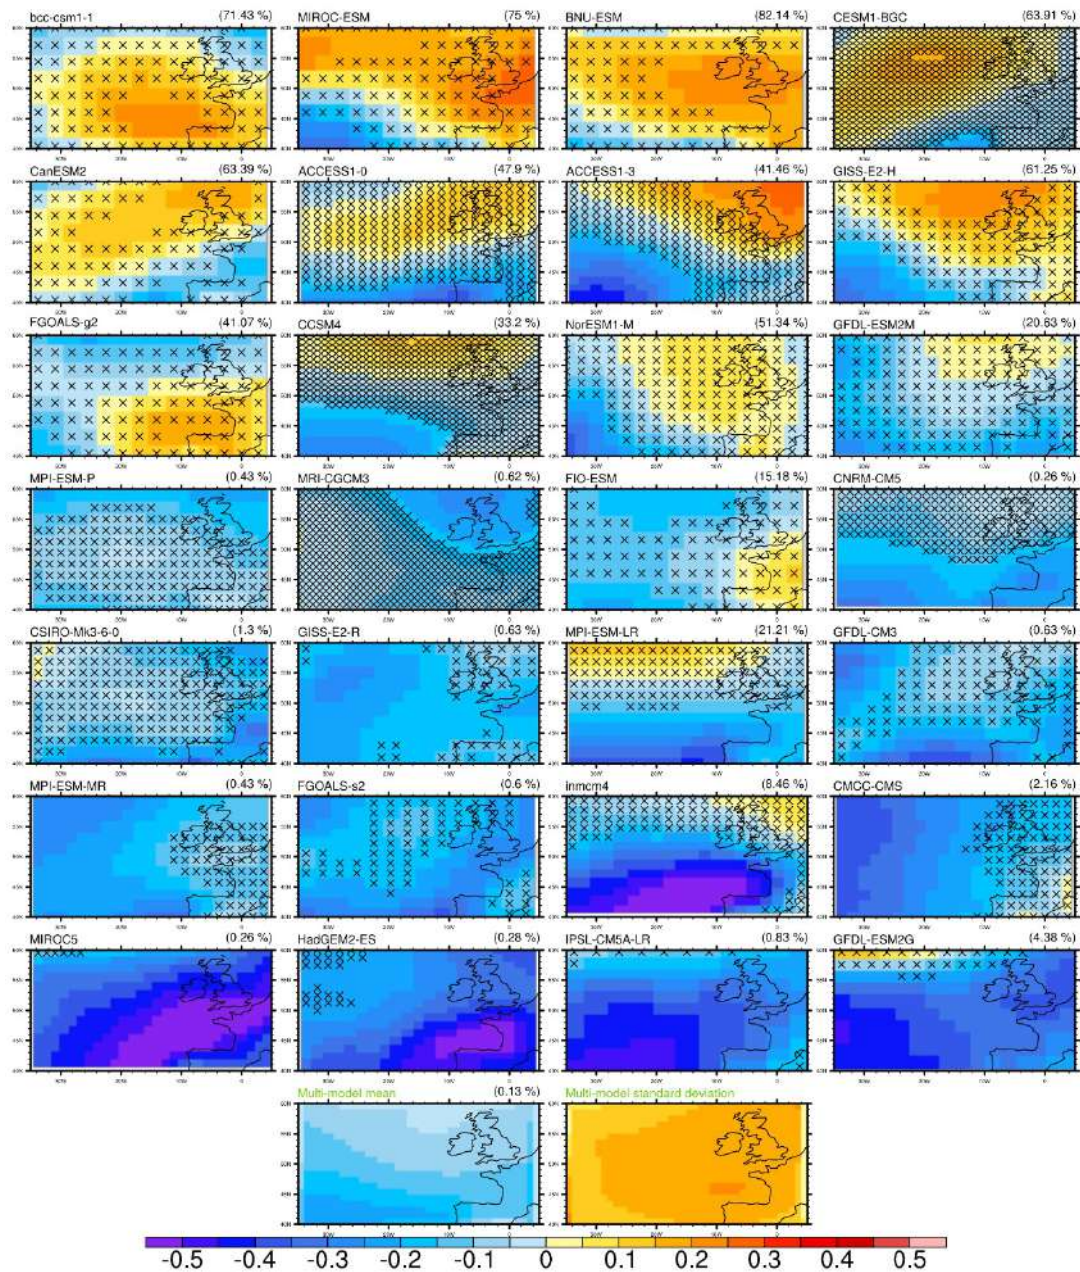 bcc-csm1-1 (71.43 %) MIROC-ESM (75 %) BNU-ESM (82.14 %) CESM1-BGC (63.91 %)
CanESM2 (63.39 %) ACCESS1-0 (47.9 %) ACCESS1-3 (41.46 %) GISS-E2-H (61.25 %)
FGOALS-g2 (41.07 %) CCSM4 (33.2 %) NorESM1-M (51.34 %) GFDL-ESM2M (20.63 %)
MPI-ESM-P (0.43 %) MRI-CGCM3 (0.62 %) FIO-ESM (15.18 %) CNRM-CM5 (0.26 %)
CSIRO-Mk3-6-0 (1.3 %) GISS-E2-R (0.63 %) MPI-ESM-LR (21.21 %) GFDL-CM3 (0.63 %)
MPI-ESM-MR (0.43 %) FGOALS-s2 (0.6 %) inmcm4 (8.46 %) CMCC-CMS (2.16 %)
MIROC5 (0.26 %) HadGEM2-ES (0.28 %) IPSL-CM5A-LR (0.83 %) GFDL-ESM2G (4.38 %)
Multi-model mean (0.13 %) Multi-model standard deviation
-0.5 -0.4 -0.3 -0.2 -0.1 0 0.1 0.2 0.3 0.4 0.5